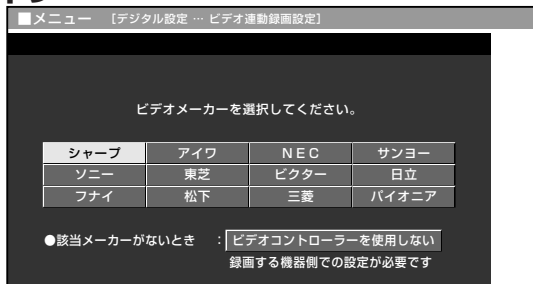 ■メニュー [デジタル設定 … ビデオ連動録画設定]
ビデオメーカーを選択してください。
シャープ アイワ NEC サンヨー
ソニー 東芝 ビクター 日立
フナイ 松下 三菱 パイオニア
●該当メーカーがないとき :ビデオコントローラーを使用しない
録画する機器側での設定が必要です